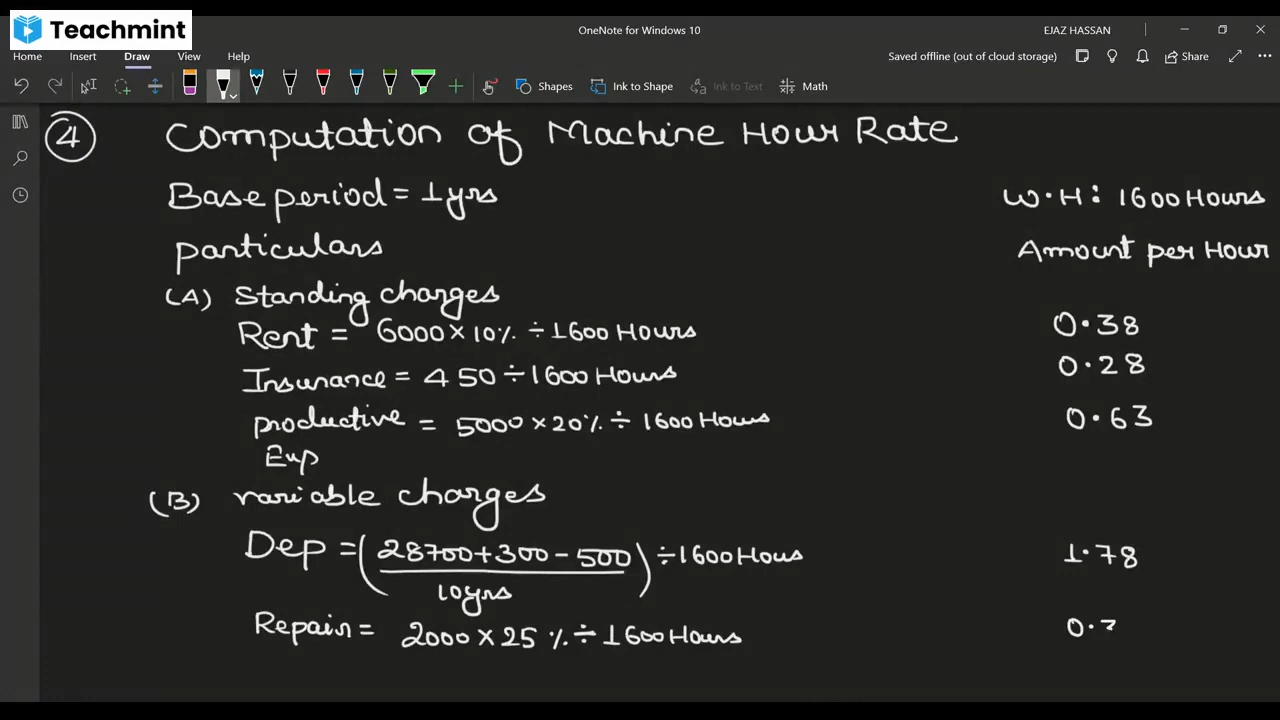 Teachmint
OneNote for Windows 10
EJAZ HASSAN
Home Insert Draw View Help
Saved offline (out of cloud storage)
Share
Shapes Ink to Shape Ink to Text Math
4 Computation of Machine Hour Rate
Base period = 1 yrs W.H: 1600 Hours
particulars Amount per Hour
(A) Standing charges
Rent = 6000 × 10% ÷ 1600 Hours 0.38
Insurance = 450 ÷ 1600 Hours 0.28
productive = 5000 × 20% ÷ 1600 Hours 0.63
Exp
(B) variable charges
Dep = (28700+300-500 / 10yrs) ÷ 1600 Hous 1.78
Repair = 2000 × 25 % ÷ 1600 Hours 0.